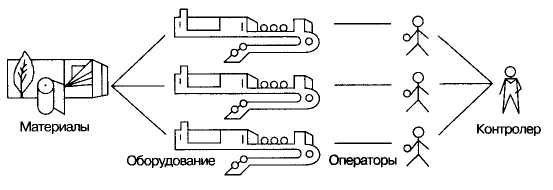 Материалы
Оборудование
Операторы
Контролер